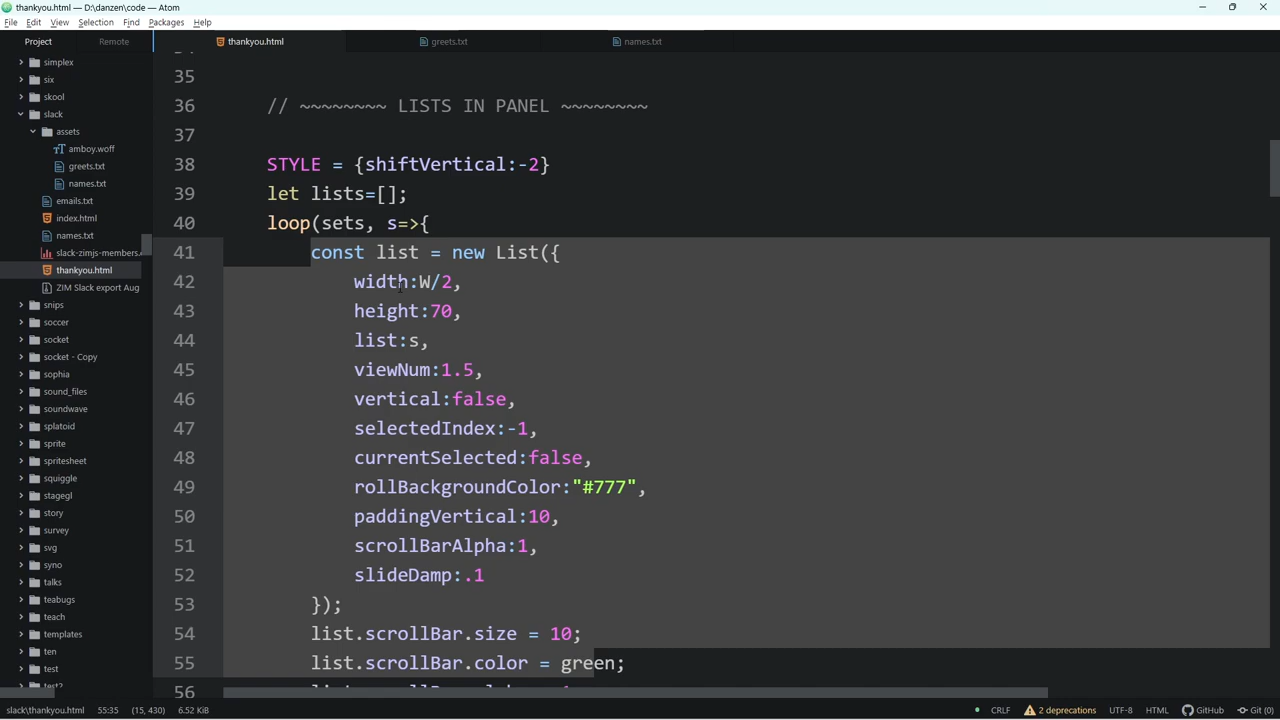 thankyou.html — D:\danzen\code — Atom
File Edit View Selection Find Packages Help
Project Remote thankyou.html greets.txt names.txt
simplex
six
skool
slack
assets
amboy.woff
greets.txt
names.txt
emails.txt
index.html
names.txt
slack-zimjs-members.
thankyou.html
ZIM Slack export Aug
snips
soccer
socket
socket - Copy
sophia
sound_files
soundwave
splatoid
sprite
spritesheet
squiggle
stagegl
story
survey
svg
syno
talks
teabugs
teach
templates
ten
test
test2
35
36 // ~~~~~~~~ LISTS IN PANEL ~~~~~~~~
37
38 STYLE = {shiftVertical:-2}
39 let lists=[];
40 loop(sets, s=>{
41 const list = new List({
42 width:W/2,
43 height:70,
44 list:s,
45 viewNum:1.5,
46 vertical:false,
47 selectedIndex:-1,
48 currentSelected:false,
49 rollBackgroundColor:"#777",
50 paddingVertical:10,
51 scrollBarAlpha:1,
52 slideDamp:.1
53 });
54 list.scrollBar.size = 10;
55 list.scrollBar.color = green;
56
slack\thankyou.html 55:35 (15, 430) 6.52 KiB CRLF 2 deprecations UTF-8 HTML GitHub Git (0)